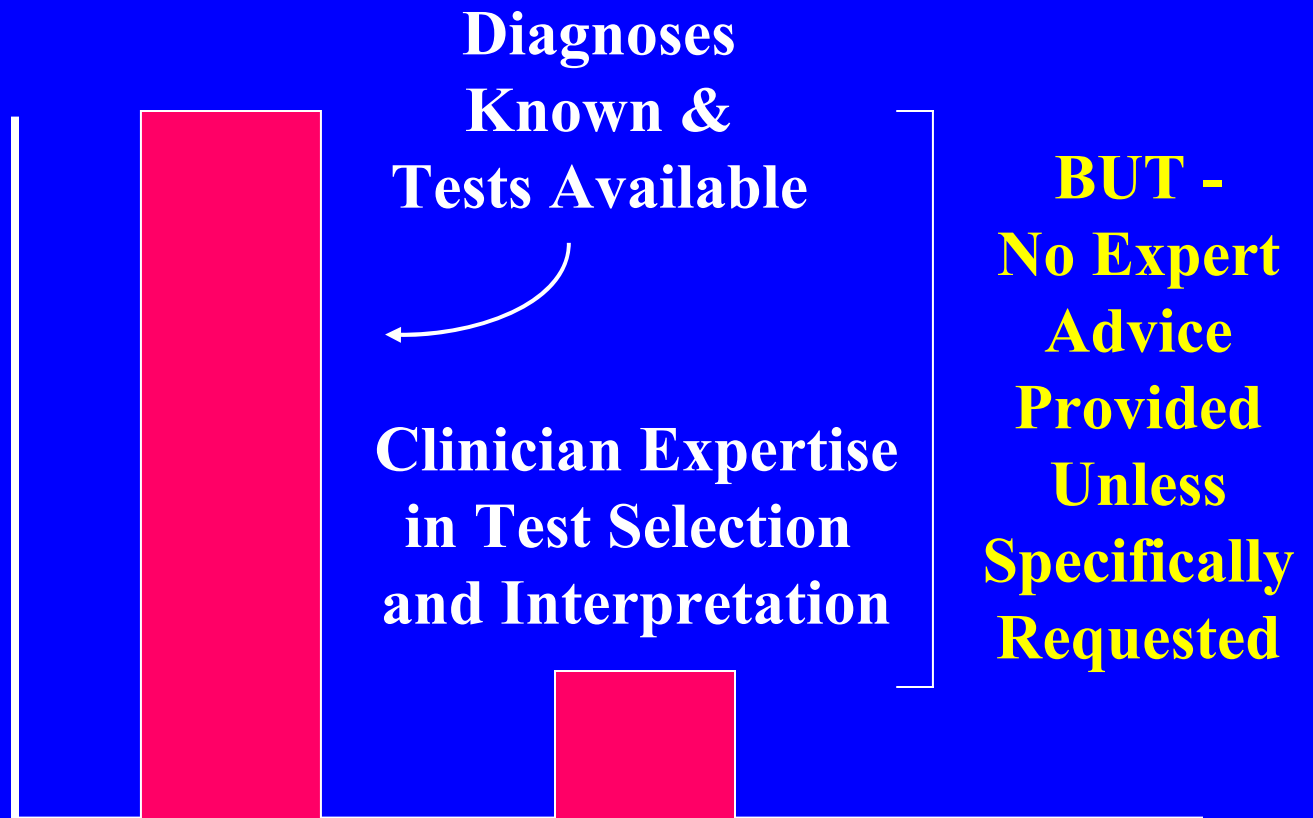 Diagnoses
Known &
Tests Available
Clinician Expertise
in Test Selection
and Interpretation
BUT -
No Expert
Advice
Provided
Unless
Specifically
Requested